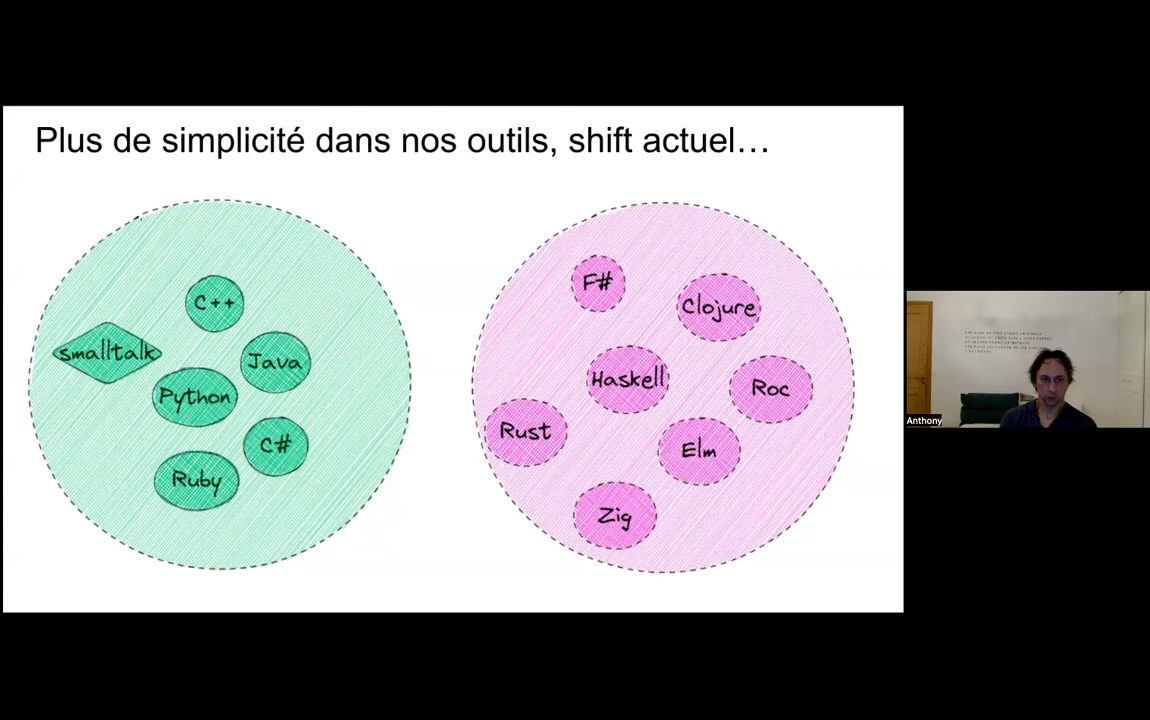 Plus de simplicité dans nos outils, shift actuel…
C++
smalltalk
Java
Python
C#
Ruby
F#
Clojure
Haskell
Roc
Rust
Elm
Zig
Anthony